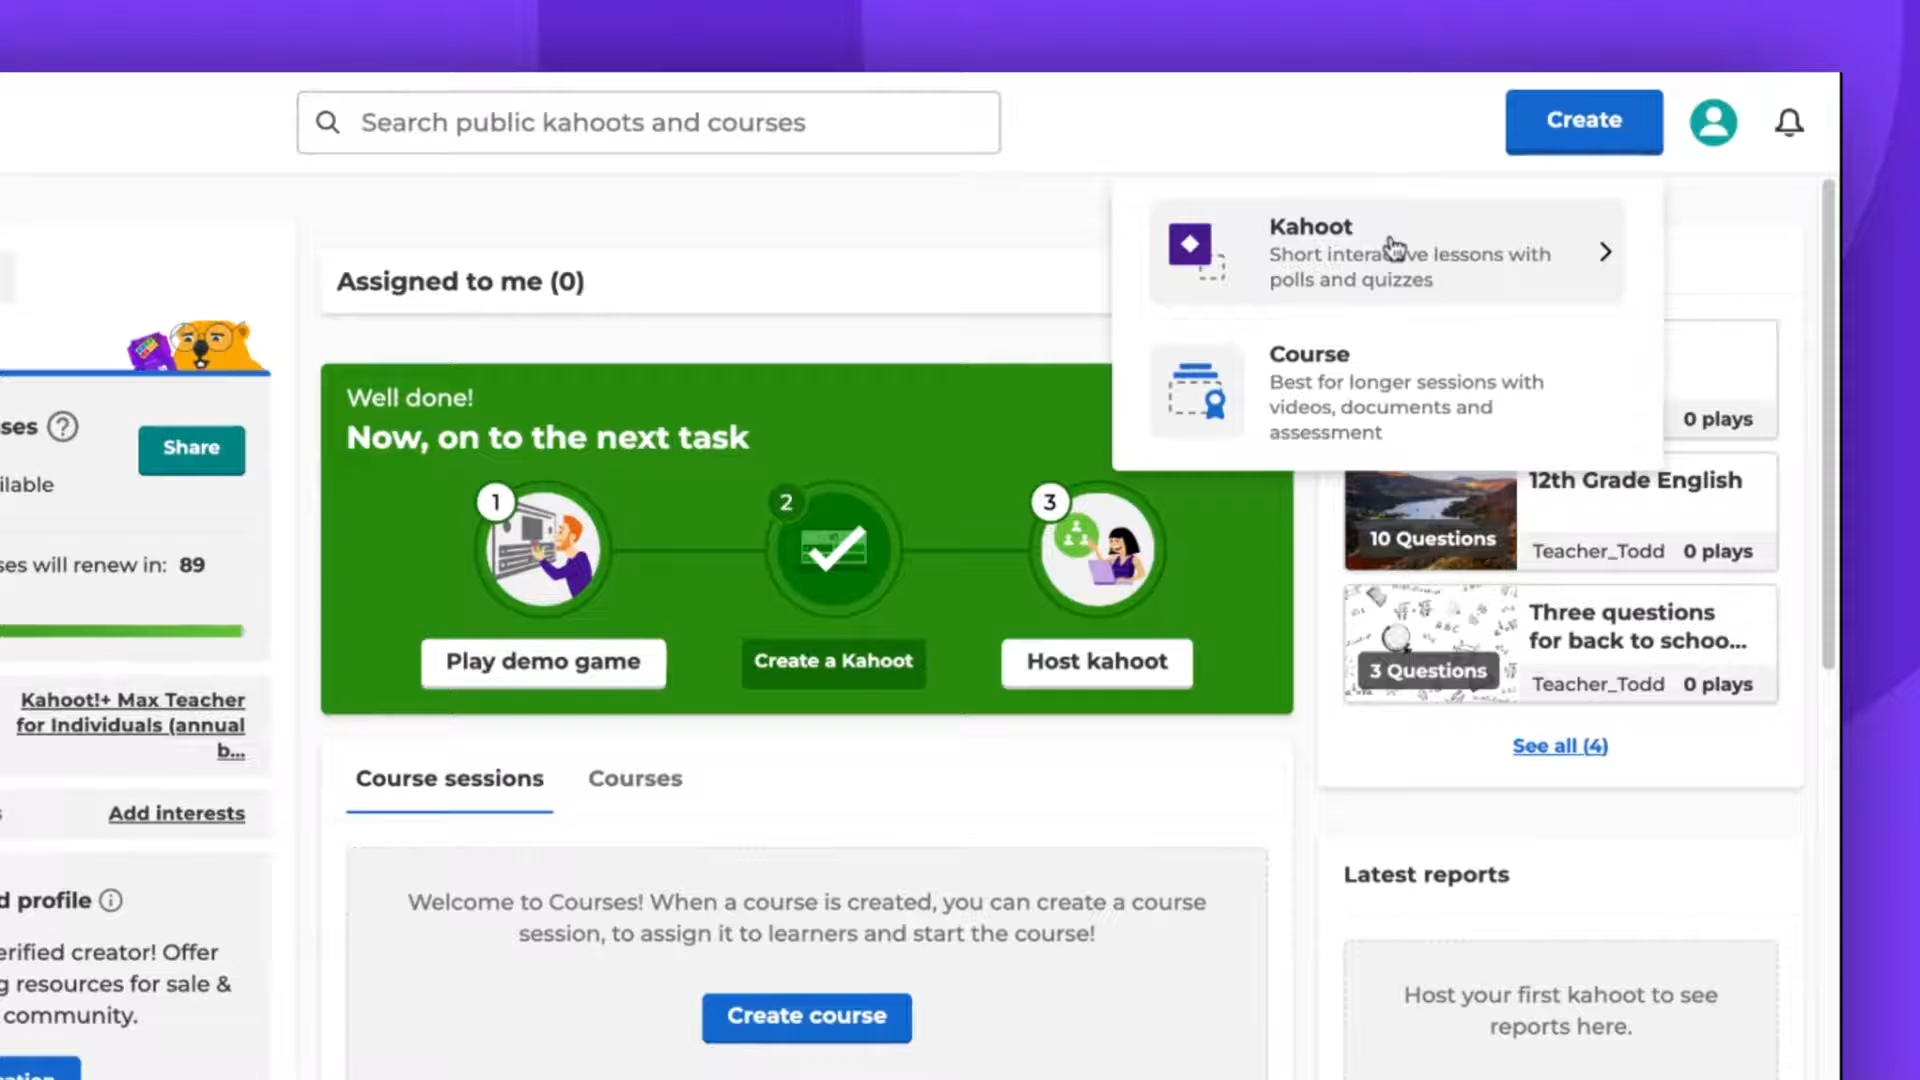 Search public kahoots and courses
Create
Kahoot
Short interactive lessons with
polls and quizzes
Course
Best for longer sessions with
videos, documents and
assessment
Assigned to me (0)
Well done!
Now, on to the next task
1
2
3
Play demo game
Create a Kahoot
Host kahoot
Share
ses will renew in: 89
Kahoot!+ Max Teacher
for Individuals (annual
b...
Add interests
d profile
erified creator! Offer
g resources for sale &
community.
Course sessions
Courses
Welcome to Courses! When a course is created, you can create a course
session, to assign it to learners and start the course!
Create course
0 plays
12th Grade English
10 Questions
Teacher_Todd 0 plays
Three questions
for back to schoo...
3 Questions
Teacher_Todd 0 plays
See all (4)
Latest reports
Host your first kahoot to see
reports here.